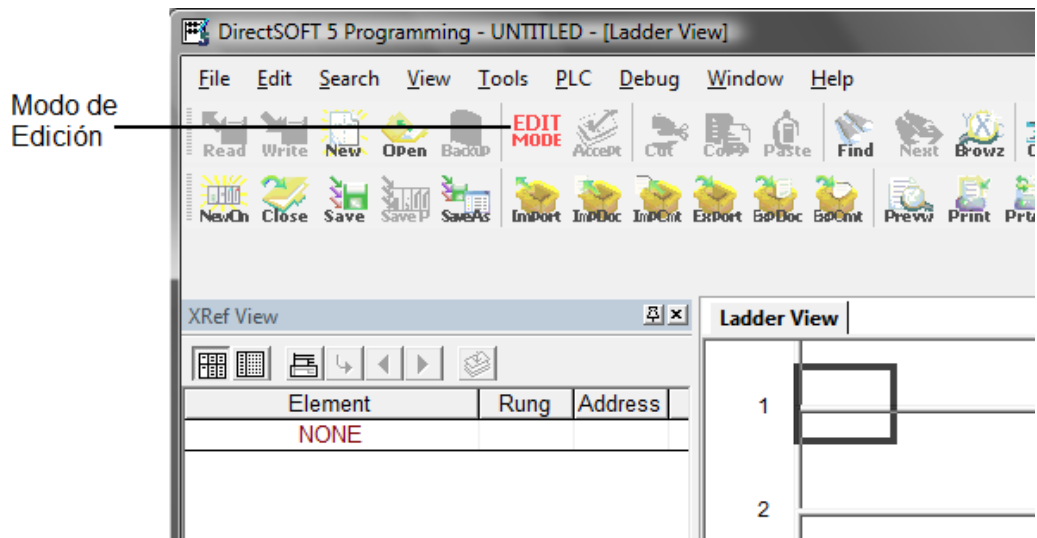 DirectSOFT 5 Programming - UNTITLED - [Ladder View]
File Edit Search View Tools PLC Debug Window Help
Modo de
Edición
Read Write New Open Backup EDIT MODE Accept Cut Copy Paste Find Next Browz
NewOn Close Save SaveP SaveAs Import ImpDoc ImpCmt Export ExpDoc ExpCmt Prevw Print
XRef View
Ladder View
Element Rung Address
NONE
1
2